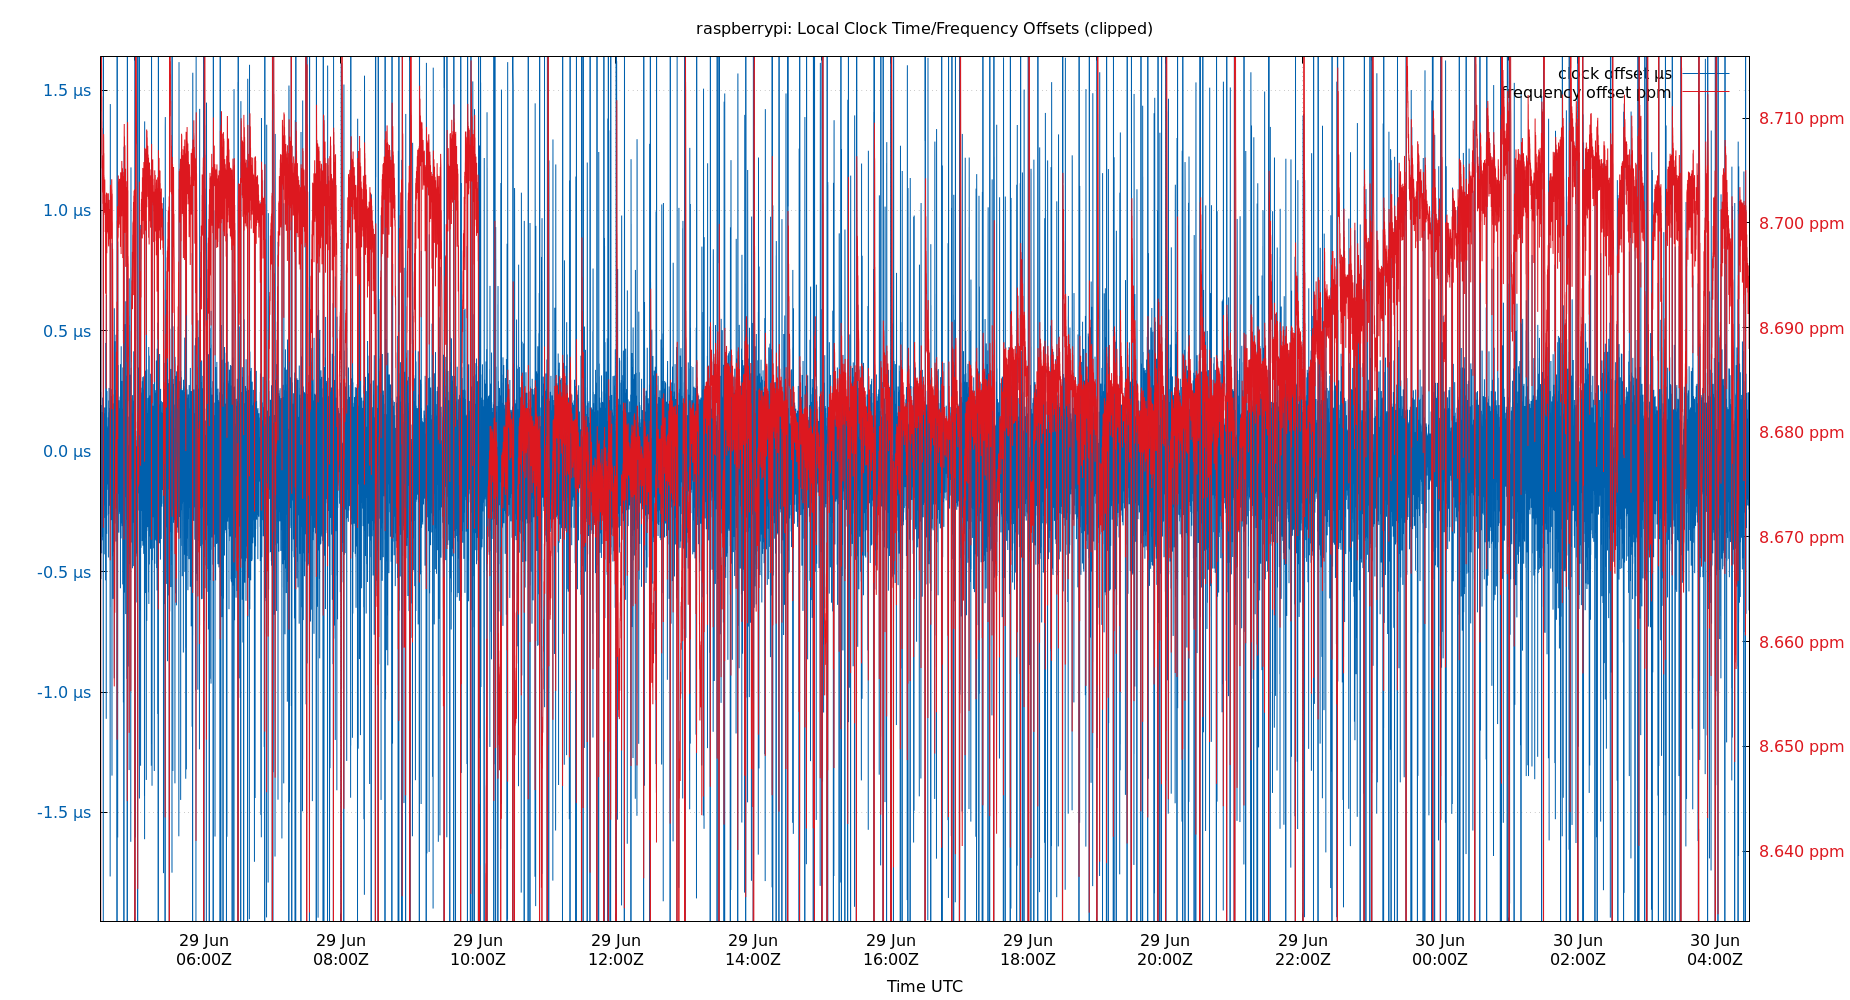 raspberrypi: Local Clock Time/Frequency Offsets (clipped)
clock offset µs
frequency offset ppm
1.5 µs
1.0 µs
0.5 µs
0.0 µs
-0.5 µs
-1.0 µs
-1.5 µs
8.710 ppm
8.700 ppm
8.690 ppm
8.680 ppm
8.670 ppm
8.660 ppm
8.650 ppm
8.640 ppm
29 Jun 29 Jun 29 Jun 29 Jun 29 Jun 29 Jun 29 Jun 29 Jun 29 Jun 30 Jun 30 Jun 30 Jun
06:00Z 08:00Z 10:00Z 12:00Z 14:00Z 16:00Z 18:00Z 20:00Z 22:00Z 00:00Z 02:00Z 04:00Z
Time UTC